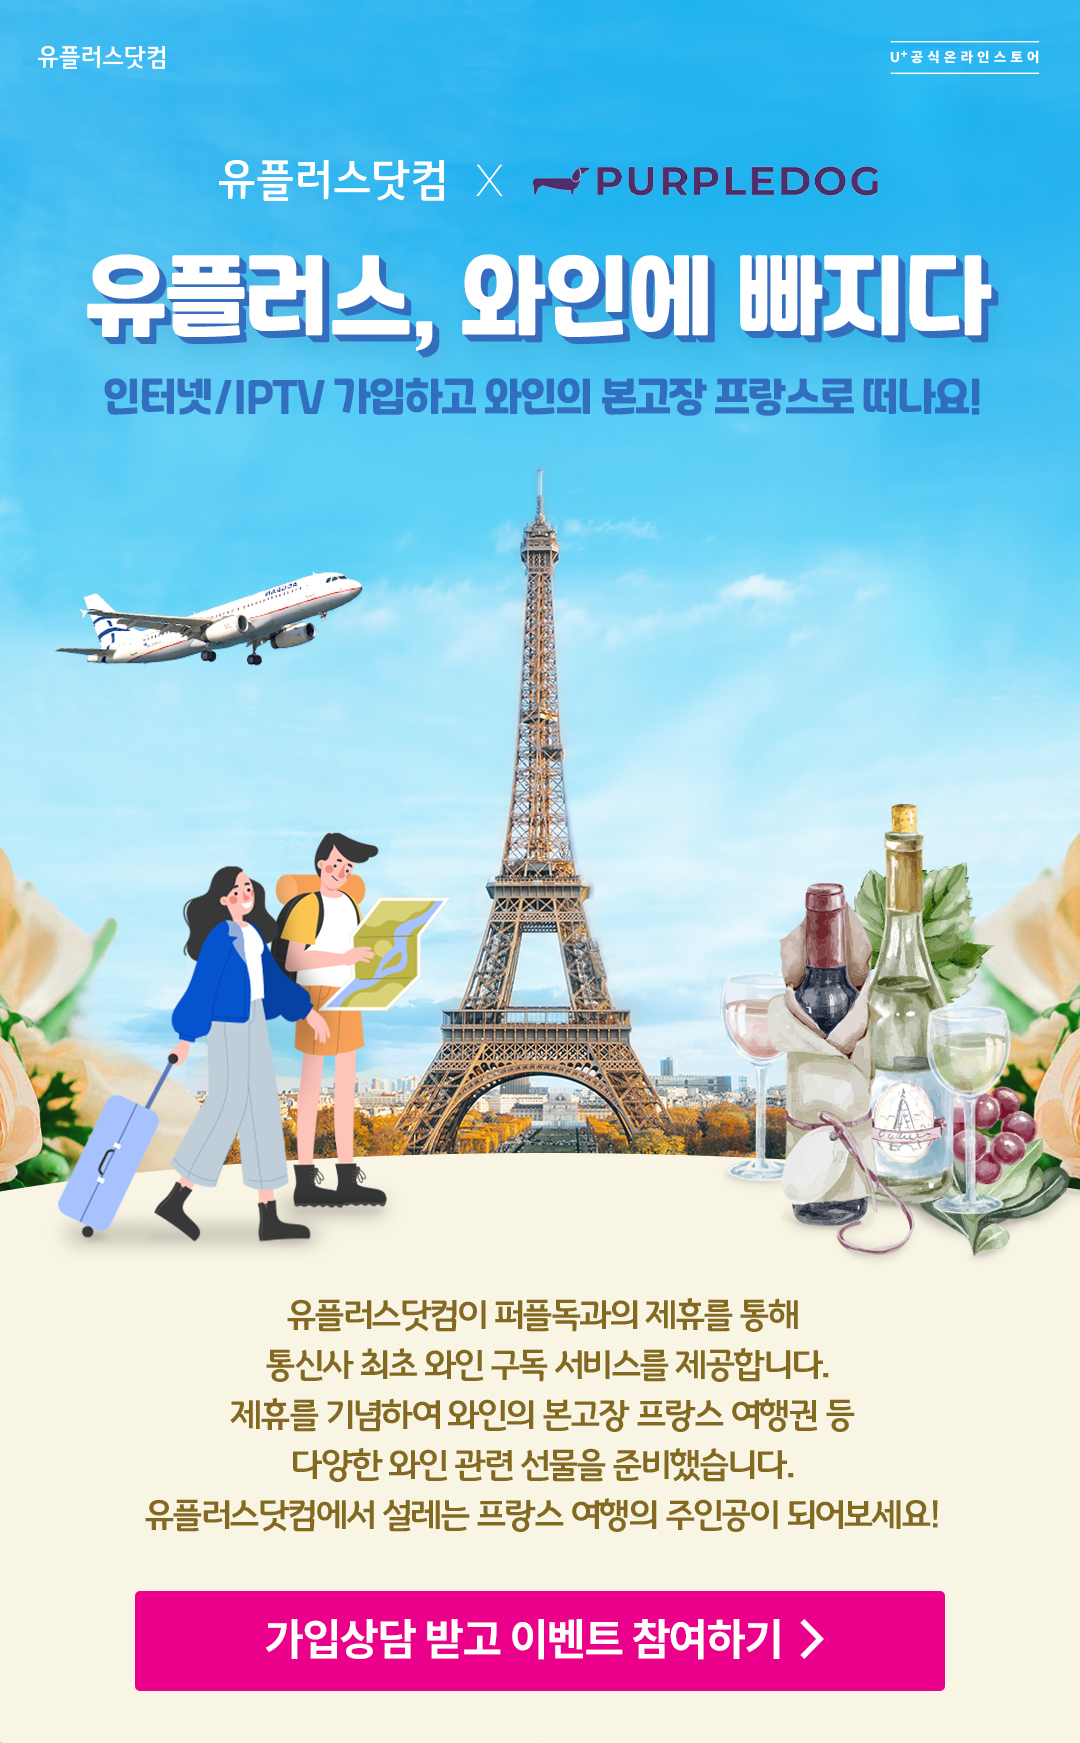 유플러스닷컴
U⁺공식온라인스토어
유플러스닷컴 X PURPLEDOG
유플러스, 와인에 빠지다
인터넷/IPTV 가입하고 와인의 본고장 프랑스로 떠나요!
유플러스닷컴이 퍼플독과의 제휴를 통해
통신사 최초 와인 구독 서비스를 제공합니다.
제휴를 기념하여 와인의 본고장 프랑스 여행권 등
다양한 와인 관련 선물을 준비했습니다.
유플러스닷컴에서 설레는 프랑스 여행의 주인공이 되어보세요!
가입상담 받고 이벤트 참여하기 >